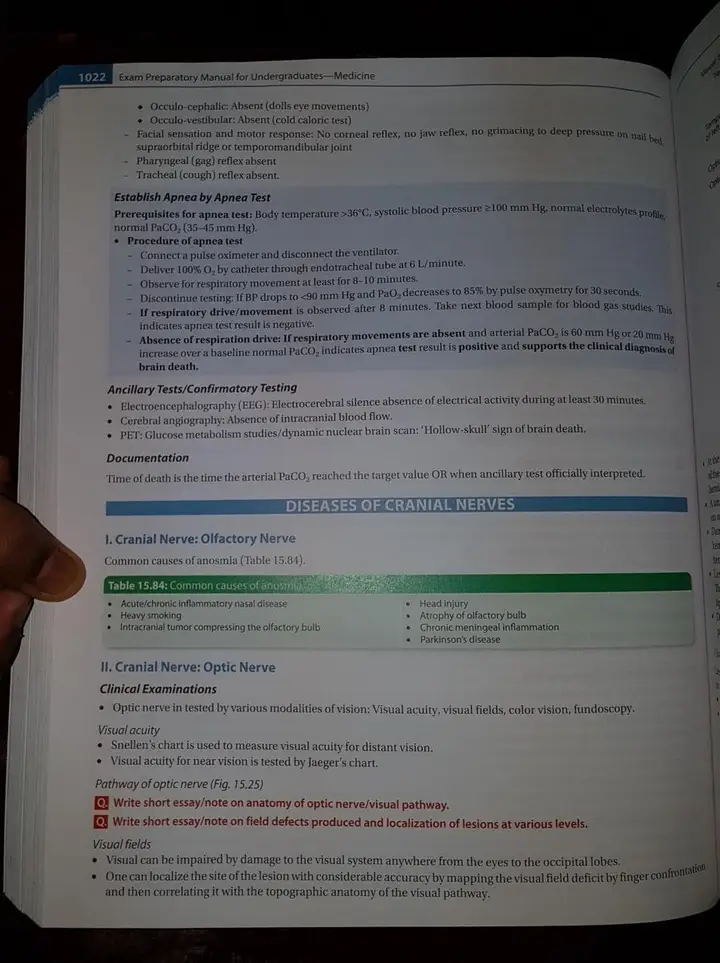 1022 Exam Preparatory Manual for Undergraduates—Medicine
• Occulo-cephalic: Absent (dolls eye movements)
• Occulo-vestibular: Absent (cold caloric test)
– Facial sensation and motor response: No corneal reflex, no jaw reflex, no grimacing to deep pressure on nail bed,
supraorbital ridge or temporomandibular joint
– Pharyngeal (gag) reflex absent
– Tracheal (cough) reflex absent.
Establish Apnea by Apnea Test
Prerequisites for apnea test: Body temperature >36°C, systolic blood pressure ≥100 mm Hg, normal electrolytes profile,
normal PaCO₂ (35–45 mm Hg).
• Procedure of apnea test
– Connect a pulse oximeter and disconnect the ventilator.
– Deliver 100% O₂ by catheter through endotracheal tube at 6 L/minute.
– Observe for respiratory movement at least for 8–10 minutes.
– Discontinue testing: If BP drops to <90 mm Hg and PaO₂ decreases to 85% by pulse oxymetry for 30 seconds.
– If respiratory drive/movement is observed after 8 minutes. Take next blood sample for blood gas studies. This
indicates apnea test result is negative.
– Absence of respiration drive: If respiratory movements are absent and arterial PaCO₂ is 60 mm Hg or 20 mm Hg
increase over a baseline normal PaCO₂ indicates apnea test result is positive and supports the clinical diagnosis of
brain death.
Ancillary Tests/Confirmatory Testing
• Electroencephalography (EEG): Electrocerebral silence absence of electrical activity during at least 30 minutes.
• Cerebral angiography: Absence of intracranial blood flow.
• PET: Glucose metabolism studies/dynamic nuclear brain scan: 'Hollow-skull' sign of brain death.
Documentation
Time of death is the time the arterial PaCO₂ reached the target value OR when ancillary test officially interpreted.
DISEASES OF CRANIAL NERVES
I. Cranial Nerve: Olfactory Nerve
Common causes of anosmia (Table 15.84).
Table 15.84: Common causes of anosmia
• Acute/chronic inflammatory nasal disease
• Heavy smoking
• Intracranial tumor compressing the olfactory bulb
• Head injury
• Atrophy of olfactory bulb
• Chronic meningeal inflammation
• Parkinson's disease
II. Cranial Nerve: Optic Nerve
Clinical Examinations
• Optic nerve in tested by various modalities of vision: Visual acuity, visual fields, color vision, fundoscopy.
Visual acuity
• Snellen's chart is used to measure visual acuity for distant vision.
• Visual acuity for near vision is tested by Jaeger's chart.
Pathway of optic nerve (Fig. 15.25)
Q. Write short essay/note on anatomy of optic nerve/visual pathway.
Q. Write short essay/note on field defects produced and localization of lesions at various levels.
Visual fields
• Visual can be impaired by damage to the visual system anywhere from the eyes to the occipital lobes.
• One can localize the site of the lesion with considerable accuracy by mapping the visual field deficit by finger confrontation
and then correlating it with the topographic anatomy of the visual pathway.